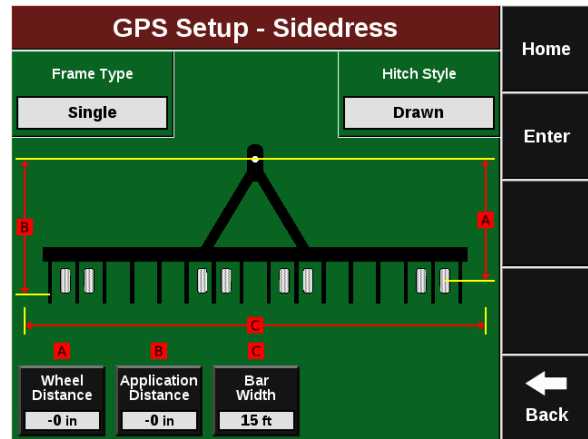 GPS Setup - Sidedress
Home
Frame Type
Hitch Style
Single
Drawn
Enter
B
A
C
A
B
C
Wheel
Distance
-0 in
Application
Distance
-0 in
Bar
Width
15 ft
Back